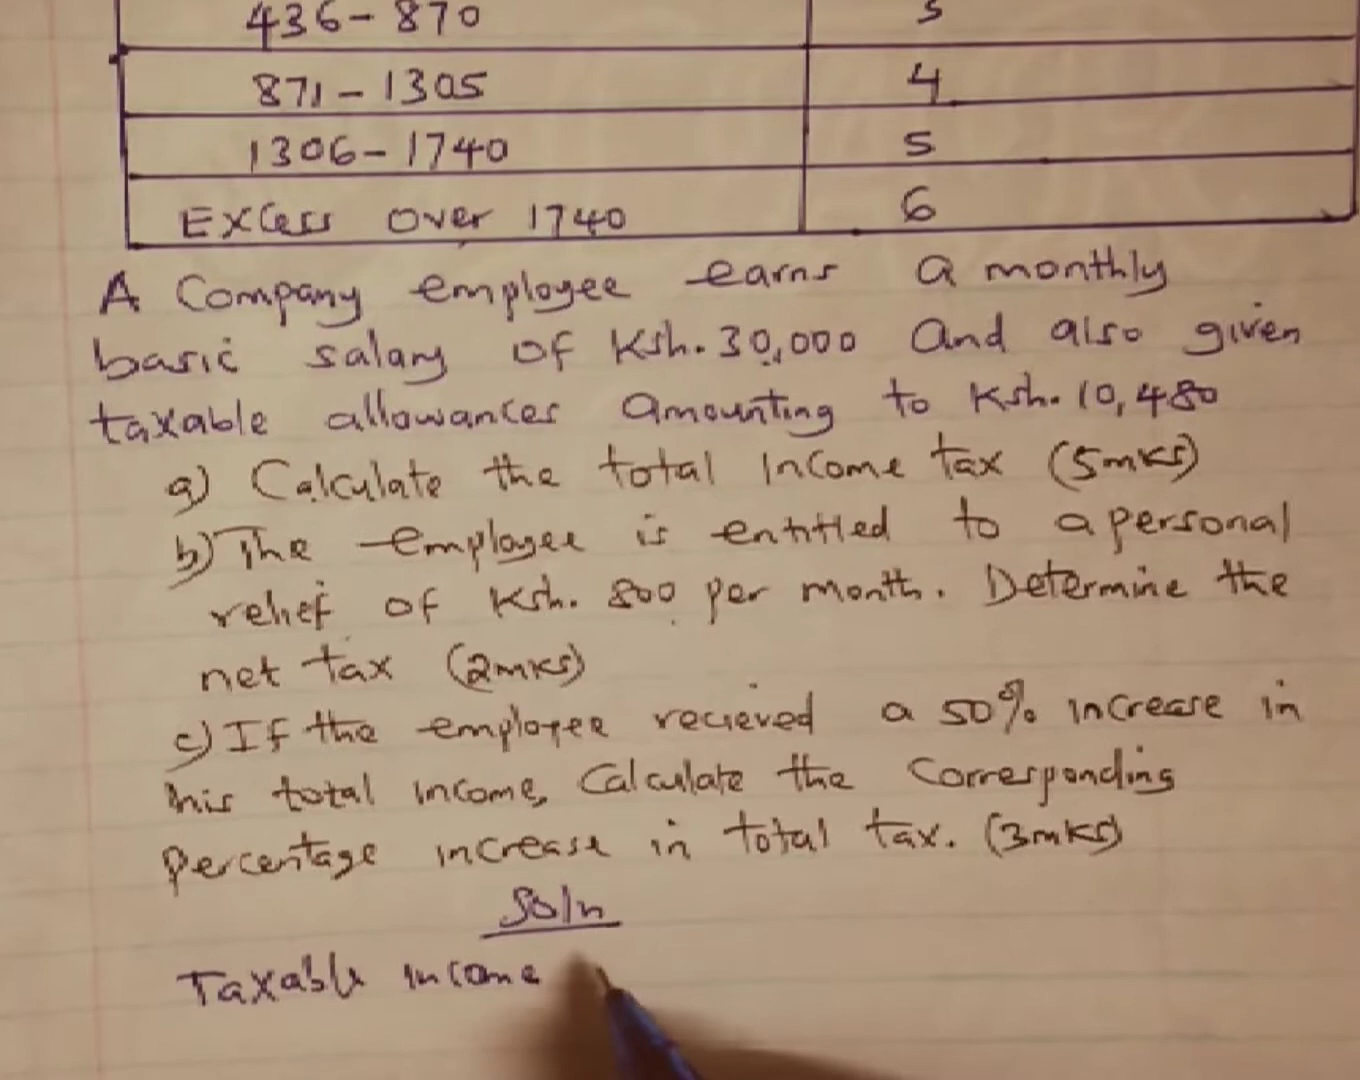 436 - 870 3
871 - 1305 4
1306 - 1740 5
Excess over 1740 6
A Company employee earns a monthly
basic salary of Ksh. 30,000 and also given
taxable allowances amounting to Ksh. 10,480
a) Calculate the total income tax (5mks)
b) The employee is entitled to a personal
relief of Ksh. 800 per month. Determine the
net tax (2mks)
c) If the employee recieved a 50% increase in
his total income, Calculate the Corresponding
Percentage increase in total tax. (3mks)
Soln
Taxable income